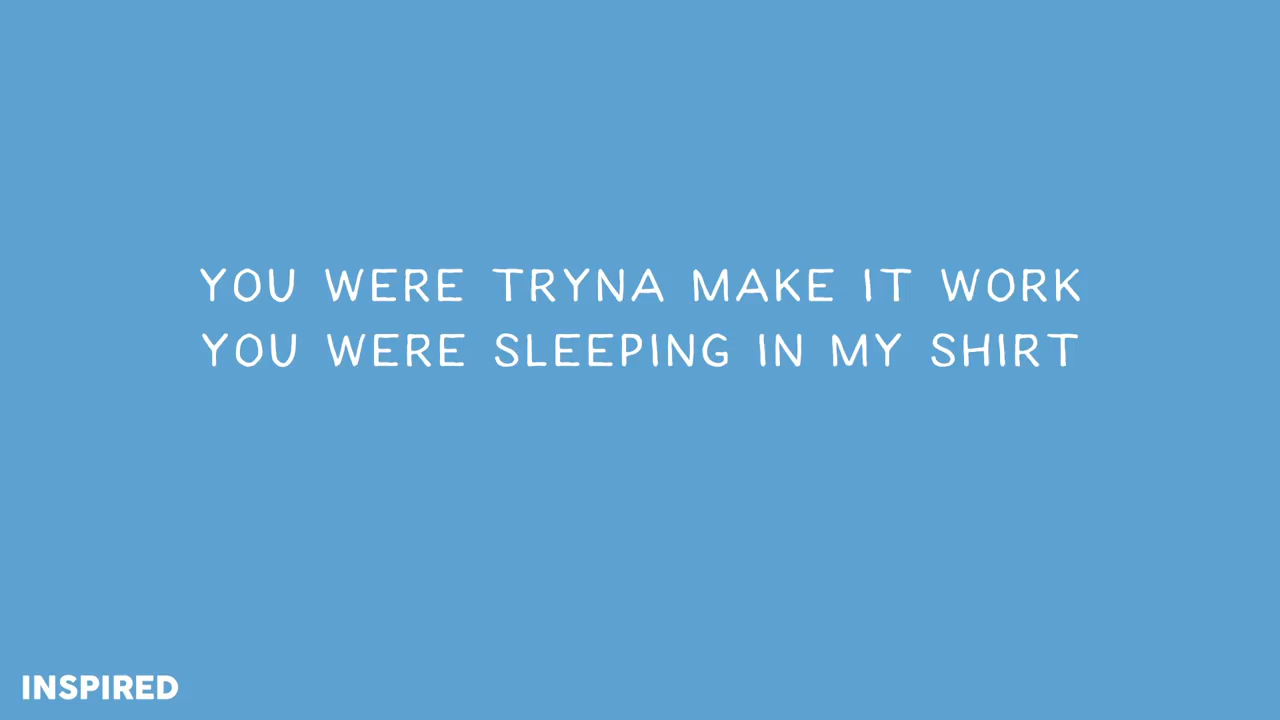 YOU WERE TRYNA MAKE IT WORK
YOU WERE SLEEPING IN MY SHIRT
INSPIRED